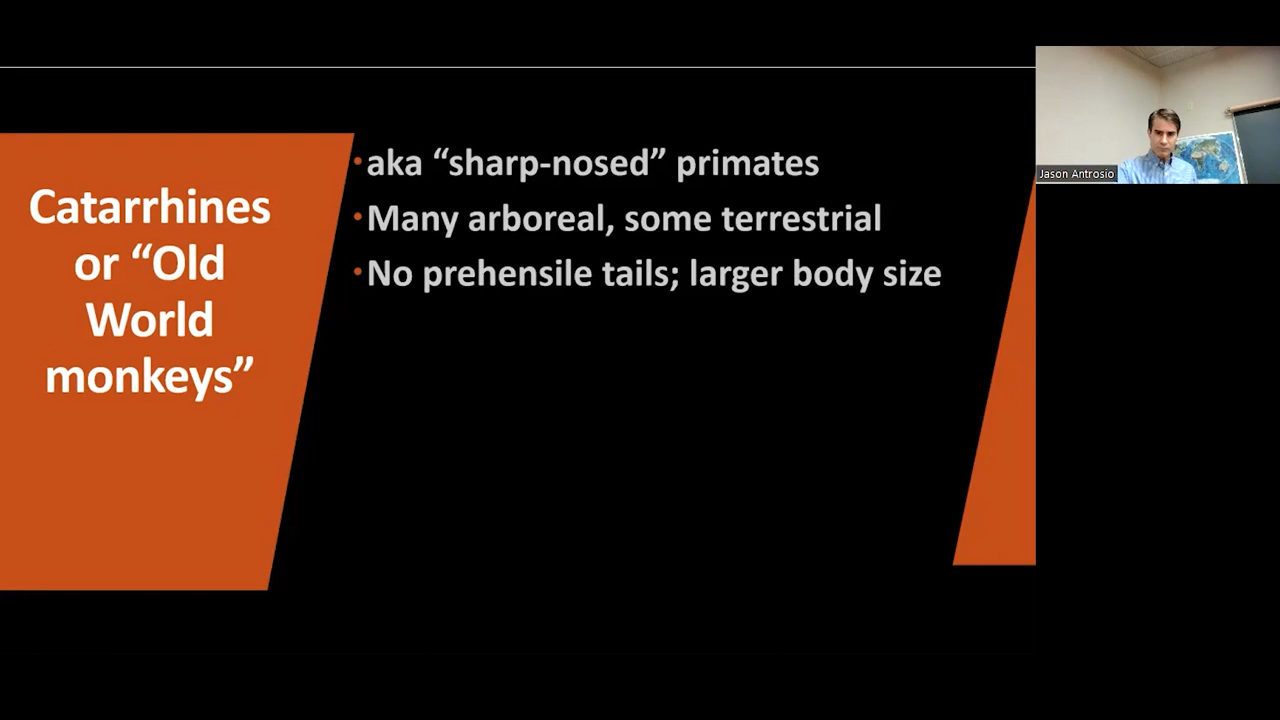 Catarrhines
or “Old
World
monkeys”
•aka “sharp-nosed” primates
•Many arboreal, some terrestrial
•No prehensile tails; larger body size
Jason Antrosio